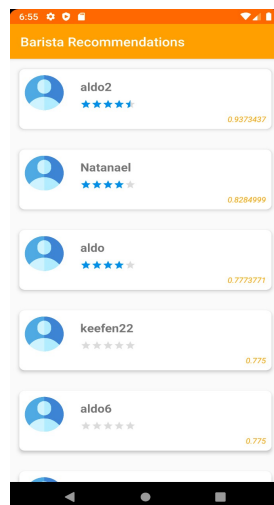 6:55
Barista Recommendations
aldo2
0.9373437
Natanael
0.8284999
aldo
0.7773771
keefen22
0.775
aldo6
0.775